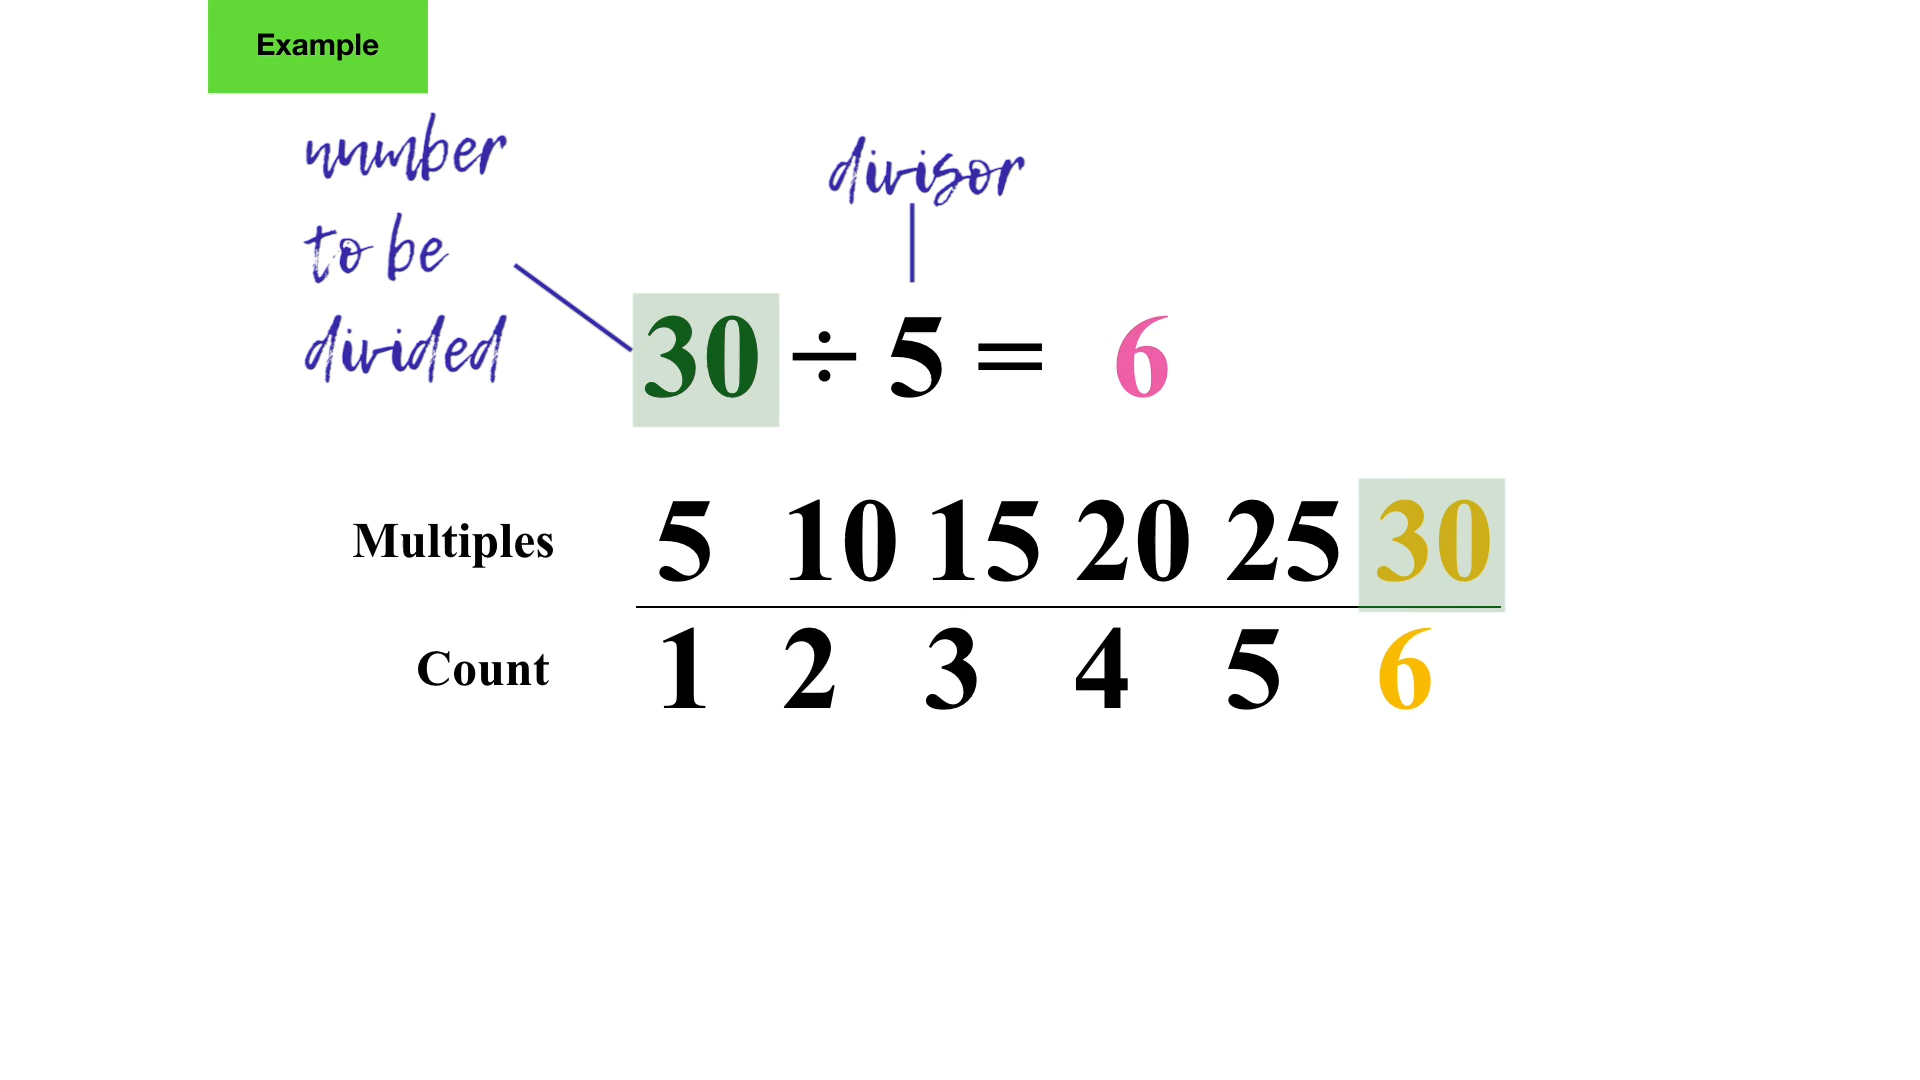 Example
number
to be
divided
divisor
30 ÷ 5 = 6
Multiples 5 10 15 20 25 30
Count 1 2 3 4 5 6